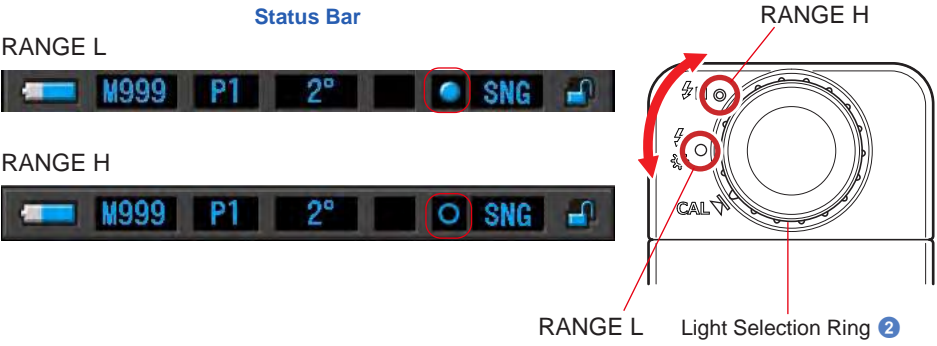 Status Bar
RANGE L
M999 P1 2° SNG
RANGE H
M999 P1 2° SNG
RANGE H
CAL
RANGE L
Light Selection Ring 2